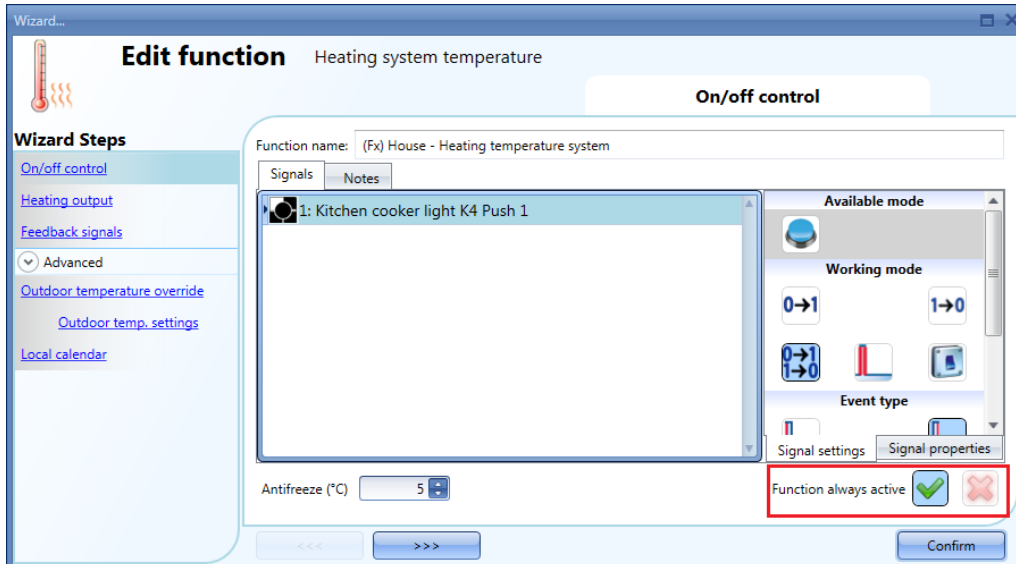 Wizard...
Edit function Heating system temperature
On/off control
Wizard Steps
On/off control
Heating output
Feedback signals
Advanced
Outdoor temperature override
Outdoor temp. settings
Local calendar
Function name: (Fx) House - Heating temperature system
Signals Notes
1: Kitchen cooker light K4 Push 1
Available mode
Working mode
0→1 1→0
0→1
1→0
Event type
Signal settings Signal properties
Antifreeze (°C) 5
Function always active
<<< >>> Confirm